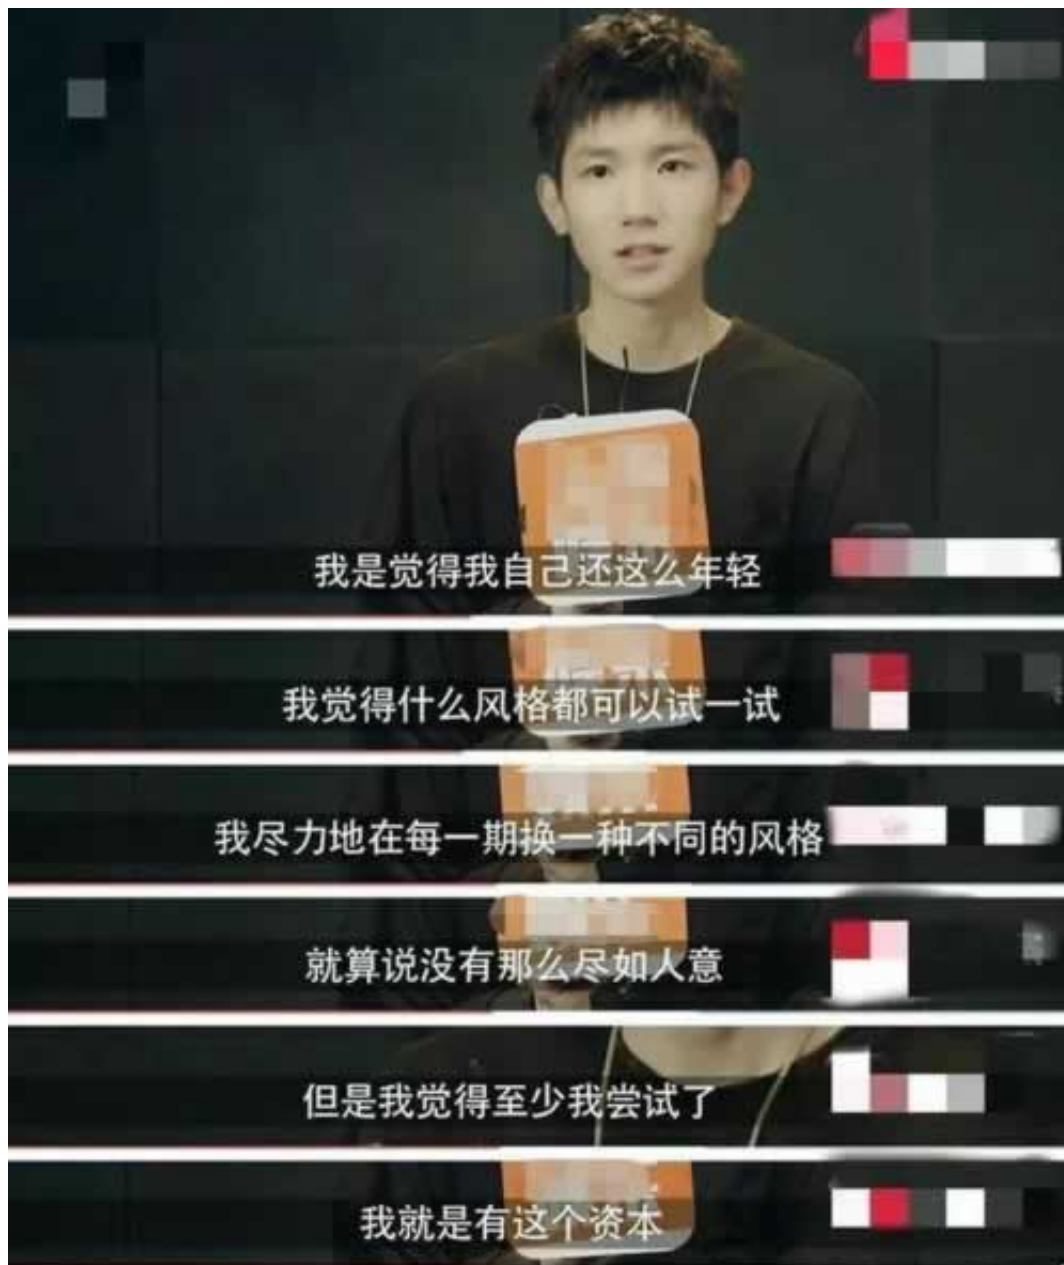 我是觉得我自己还这么年轻
我觉得什么风格都可以试一试
我尽力地在每一期换一种不同的风格
就算说没有那么尽如人意
但是我觉得至少我尝试了
我就是有这个资本